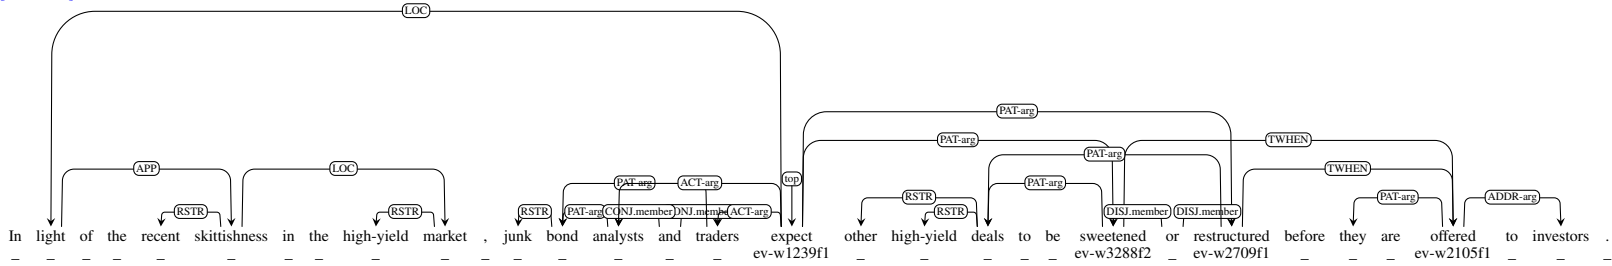 LOC
PAT-arg
PAT-arg TWHEN
PAT-arg
APP LOC TWHEN
top
PAT-arg ACT-arg PAT-arg
RSTR PAT-arg ADDR-arg
RSTR RSTR RSTR PAT-arg CONJ.member ACT-arg RSTR DISJ.member DISJ.member
In light of the recent skittishness in the high-yield market , junk bond analysts and traders expect other high-yield deals to be sweetened or restructured before they are offered to investors .
_ _ _ _ _ _ _ _ _ _ _ _ _ _ _ _ ev-w1239f1 _ _ _ _ _ ev-w3288f2 _ ev-w2709f1 _ _ _ ev-w2105f1 _ _ _